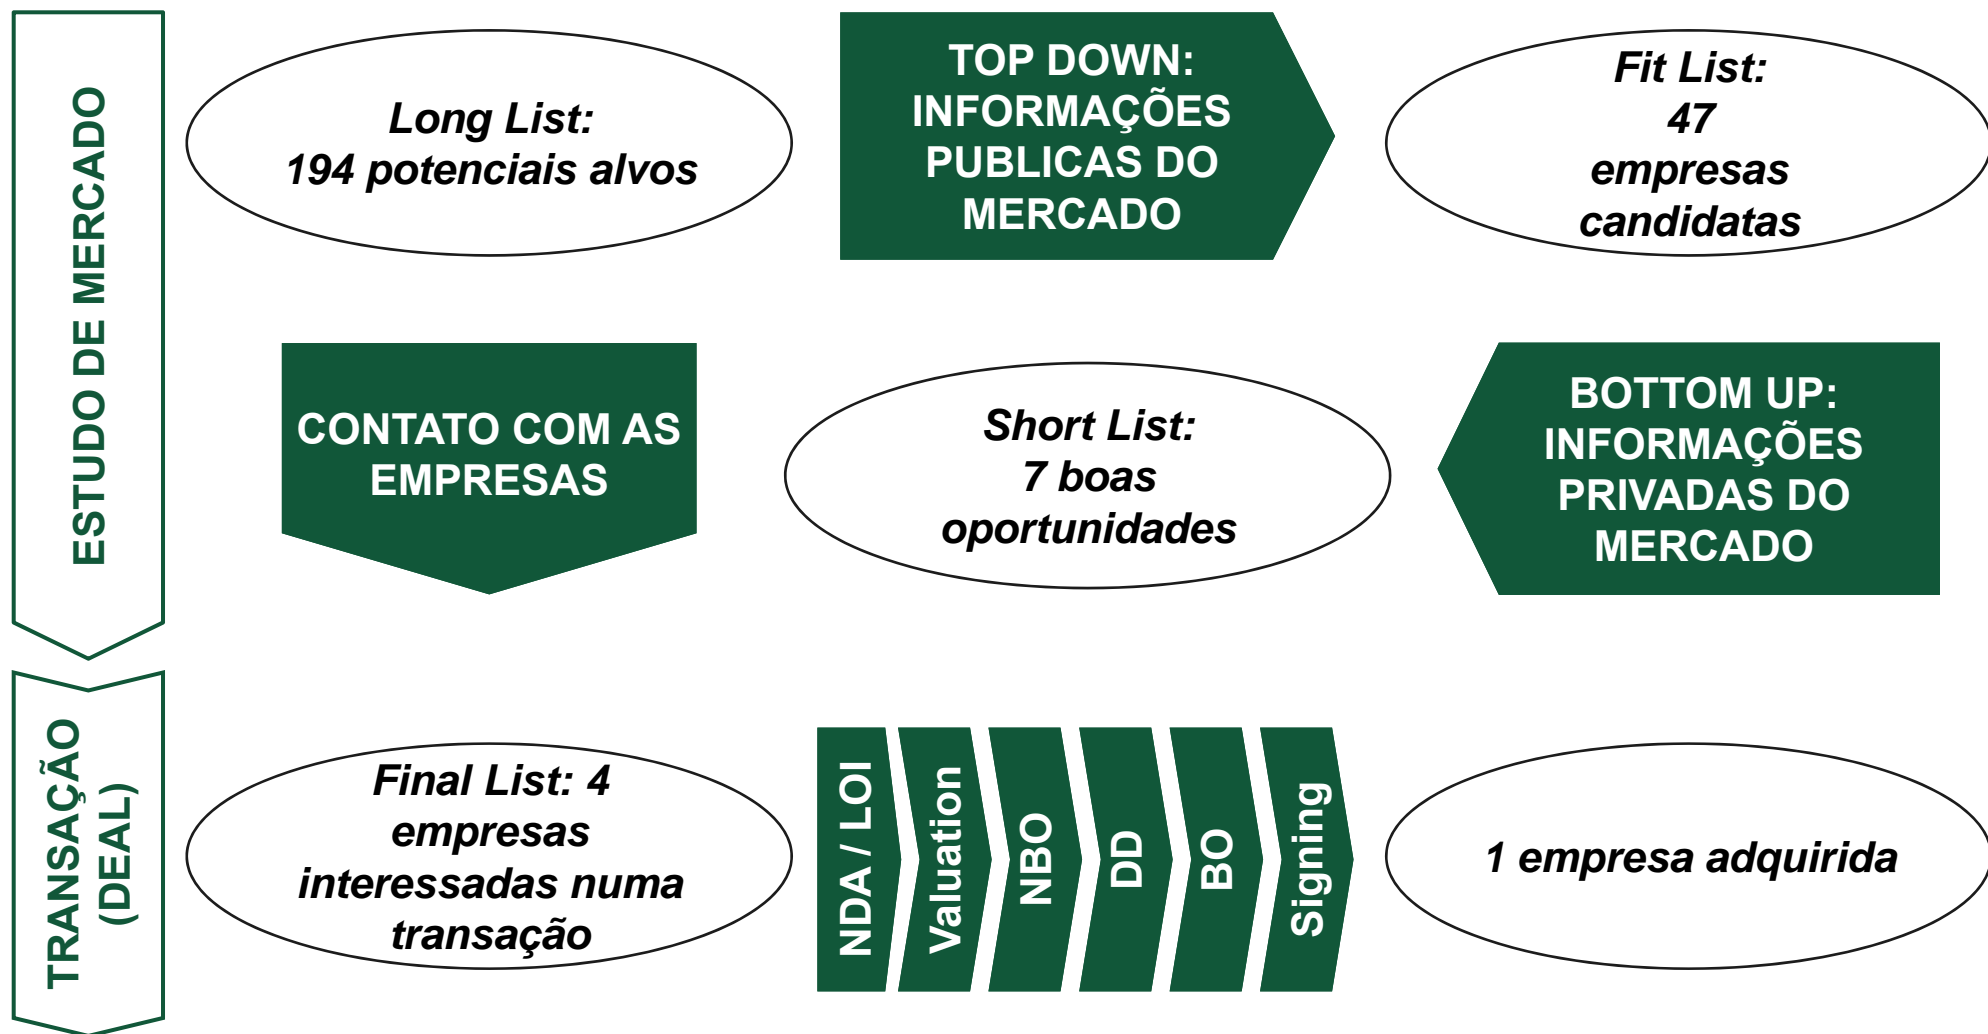 ESTUDO DE MERCADO
Long List:
194 potenciais alvos
TOP DOWN:
INFORMAÇÕES
PUBLICAS DO
MERCADO
Fit List:
47
empresas
candidatas
CONTATO COM AS
EMPRESAS
Short List:
7 boas
oportunidades
BOTTOM UP:
INFORMAÇÕES
PRIVADAS DO
MERCADO
TRANSAÇÃO
(DEAL)
Final List: 4
empresas
interessadas numa
transação
NDA / LOI
Valuation
NBO
DD
BO
Signing
1 empresa adquirida